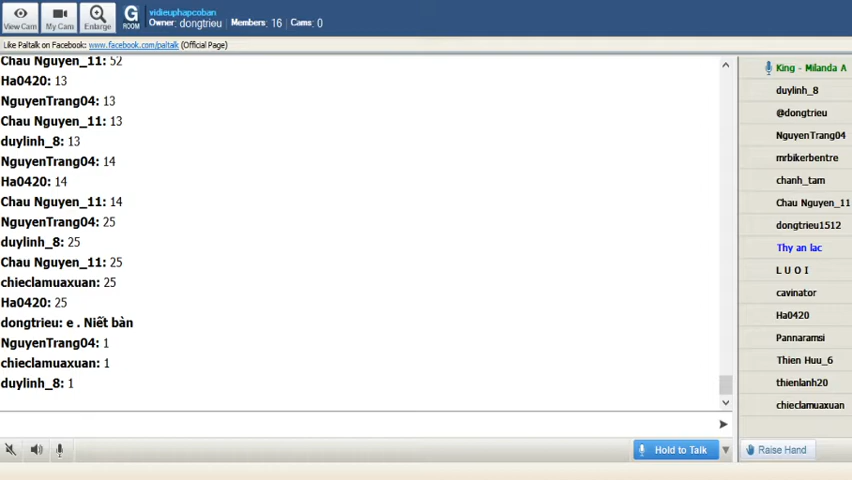 View Cam
My Cam
Enlarge
G
ROOM
vidieuphapcoban
Owner: dongtrieu Members: 16 Cams: 0
Like Paltalk on Facebook: www.facebook.com/paltalk (Official Page)
Chau Nguyen_11: 52
Ha0420: 13
NguyenTrang04: 13
Chau Nguyen_11: 13
duylinh_8: 13
NguyenTrang04: 14
Ha0420: 14
Chau Nguyen_11: 14
NguyenTrang04: 25
duylinh_8: 25
Chau Nguyen_11: 25
chieclamuaxuan: 25
Ha0420: 25
dongtrieu: e . Niết bàn
NguyenTrang04: 1
chieclamuaxuan: 1
duylinh_8: 1
King - Milanda A
duylinh_8
@dongtrieu
NguyenTrang04
mrbikerbentre
chanh_tam
Chau Nguyen_11
dongtrieu1512
Thy an lac
L U O I
cavinator
Ha0420
Pannaramsi
Thien Huu_6
thienlanh20
chieclamuaxuan
Hold to Talk
Raise Hand